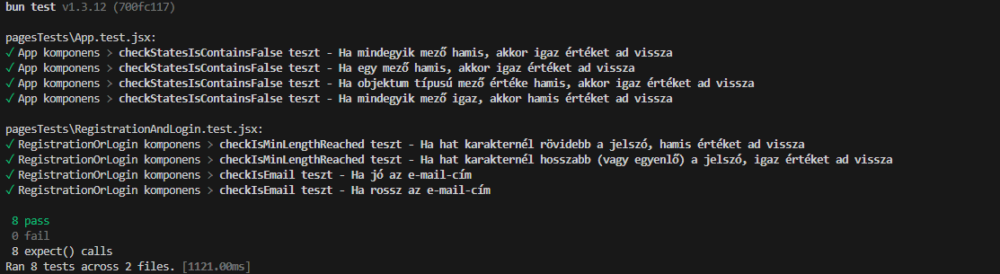 bun test v1.3.12 (700fc117)
pagesTests\App.test.jsx:
✓ App komponens > checkStatesIsContainsFalse teszt - Ha mindegyik mező hamis, akkor igaz értéket ad vissza
✓ App komponens > checkStatesIsContainsFalse teszt - Ha egy mező hamis, akkor igaz értéket ad vissza
✓ App komponens > checkStatesIsContainsFalse teszt - Ha objektum típusú mező értéke hamis, akkor igaz értéket ad vissza
✓ App komponens > checkStatesIsContainsFalse teszt - Ha mindegyik mező igaz, akkor hamis értéket ad vissza
pagesTests\RegistrationAndLogin.test.jsx:
✓ RegistrationOrLogin komponens > checkIsMinLengthReached teszt - Ha hat karakternél rövidebb a jelszó, hamis értéket ad vissza
✓ RegistrationOrLogin komponens > checkIsMinLengthReached teszt - Ha hat karakternél hosszabb (vagy egyenlő) a jelszó, igaz értéket ad vissza
✓ RegistrationOrLogin komponens > checkIsEmail teszt - Ha jó az e-mail-cím
✓ RegistrationOrLogin komponens > checkIsEmail teszt - Ha rossz az e-mail-cím
8 pass
0 fail
8 expect() calls
Ran 8 tests across 2 files. [1121.00ms]